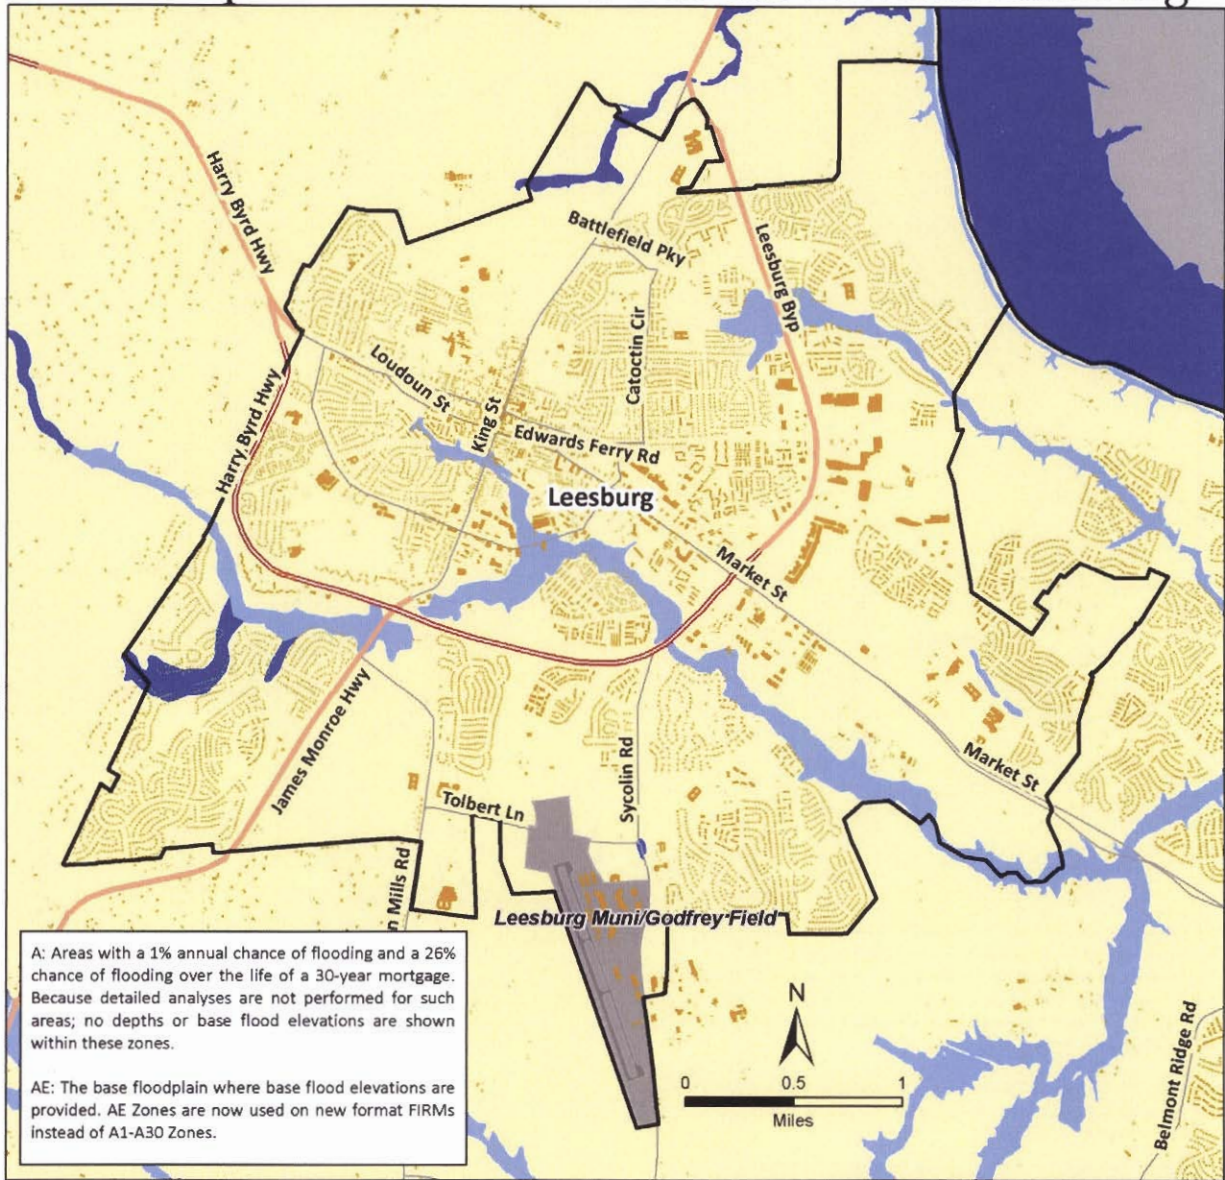 Harry Byrd Hwy
Battlefield Pky
Leesburg Byp
Catoctin Cir
Loudoun St
King St
Harry Byrd Hwy
Edwards Ferry Rd
Leesburg
Market St
James Monroe Hwy
Sycolin Rd
Market St
Tolbert Ln
n Mills Rd
Leesburg Muni/Godfrey Field
A: Areas with a 1% annual chance of flooding and a 26%
chance of flooding over the life of a 30-year mortgage.
Because detailed analyses are not performed for such
areas; no depths or base flood elevations are shown
within these zones.
AE: The base floodplain where base flood elevations are
provided. AE Zones are now used on new format FIRMs
instead of A1-A30 Zones.
N
0 0.5 1
Miles
Belmont Ridge Rd